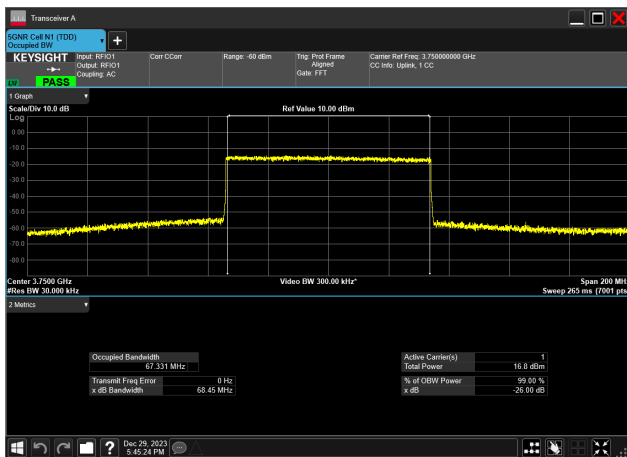 Transceiver A
5GNR Cell N1 (TDD)
Occupied BW
+
KEYSIGHT
Input: RFIO1
Output: RFIO1
Coupling: AC
Corr CCorr
Range: -60 dBm
Trig: Prot Frame
Aligned
Gate: FFT
Carrier Ref Freq: 3.750000000 GHz
CC Info: Uplink, 1 CC
PASS
1 Graph
Scale/Div 10.0 dB
Ref Value 10.00 dBm
Log
0.00
-10.0
-20.0
-30.0
-40.0
-50.0
-60.0
-70.0
-80.0
Center 3.7500 GHz
Video BW 300.00 kHz*
Span 200 MH
#Res BW 30.000 kHz
Sweep 265 ms (7001 pts
2 Metrics
Occupied Bandwidth
67.331 MHz
Active Carrier(s) 1
Total Power 16.8 dBm
Transmit Freq Error 0 Hz
x dB Bandwidth 68.45 MHz
% of OBW Power 99.00 %
x dB -26.00 dB
?
Dec 29, 2023
5:45:24 PM